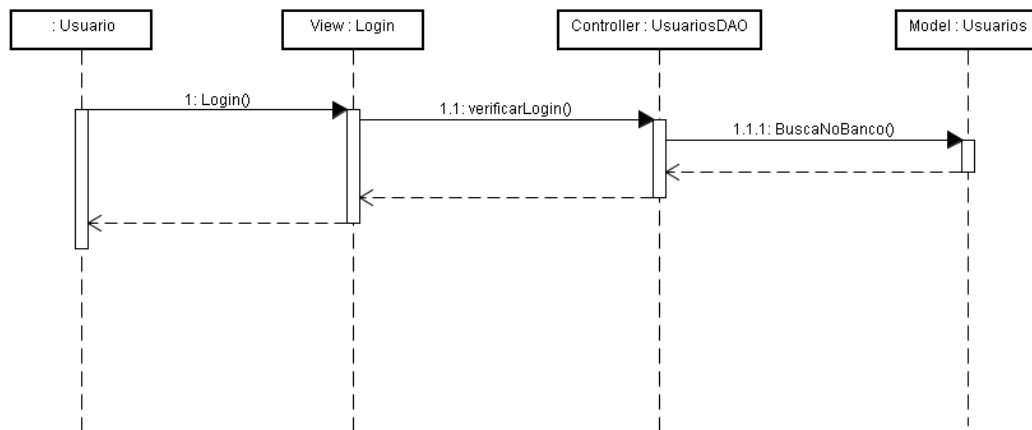 : Usuario
View : Login
Controller : UsuariosDAO
Model : Usuarios
1: Login()
1.1: verificarLogin()
1.1.1: BuscaNoBanco()